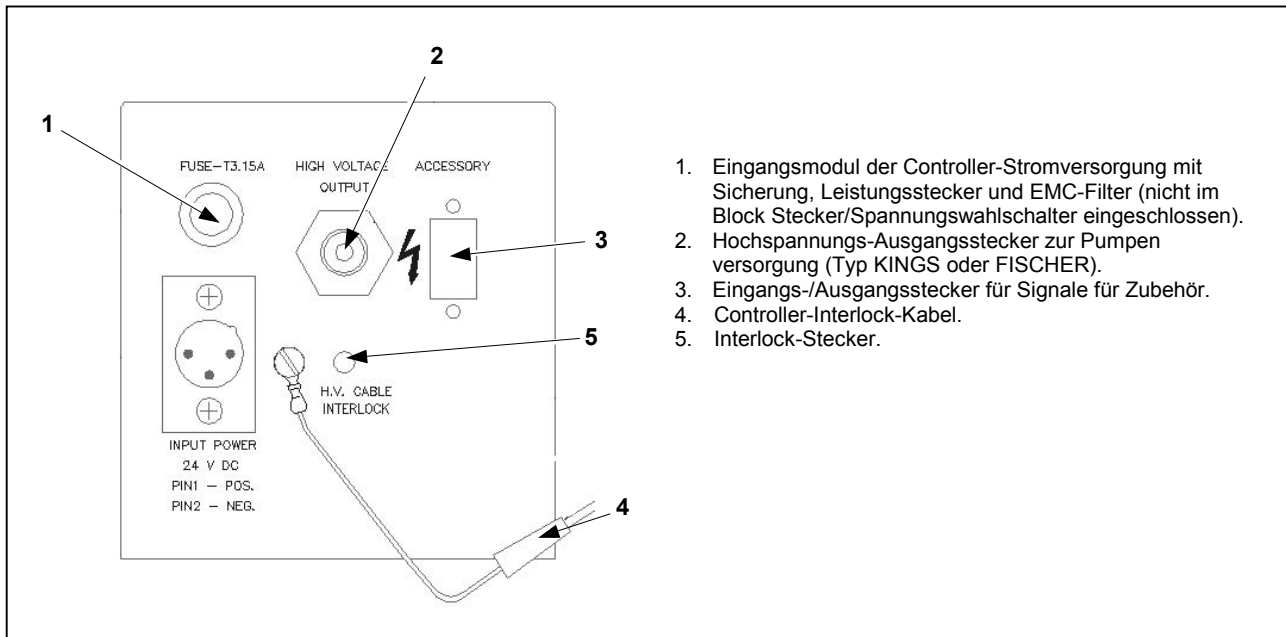 2
1
FUSE-T3.15A
HIGH VOLTAGE
OUTPUT
ACCESSORY
3
5
H.V. CABLE
INTERLOCK
INPUT POWER
24 V DC
PIN1 - POS.
PIN2 - NEG.
4
1. Eingangsmodul der Controller-Stromversorgung mit
Sicherung, Leistungsstecker und EMC-Filter (nicht im
Block Stecker/Spannungswahlschalter eingeschlossen).
2. Hochspannungs-Ausgangsstecker zur Pumpen
versorgung (Typ KINGS oder FISCHER).
3. Eingangs-/Ausgangsstecker für Signale für Zubehör.
4. Controller-Interlock-Kabel.
5. Interlock-Stecker.